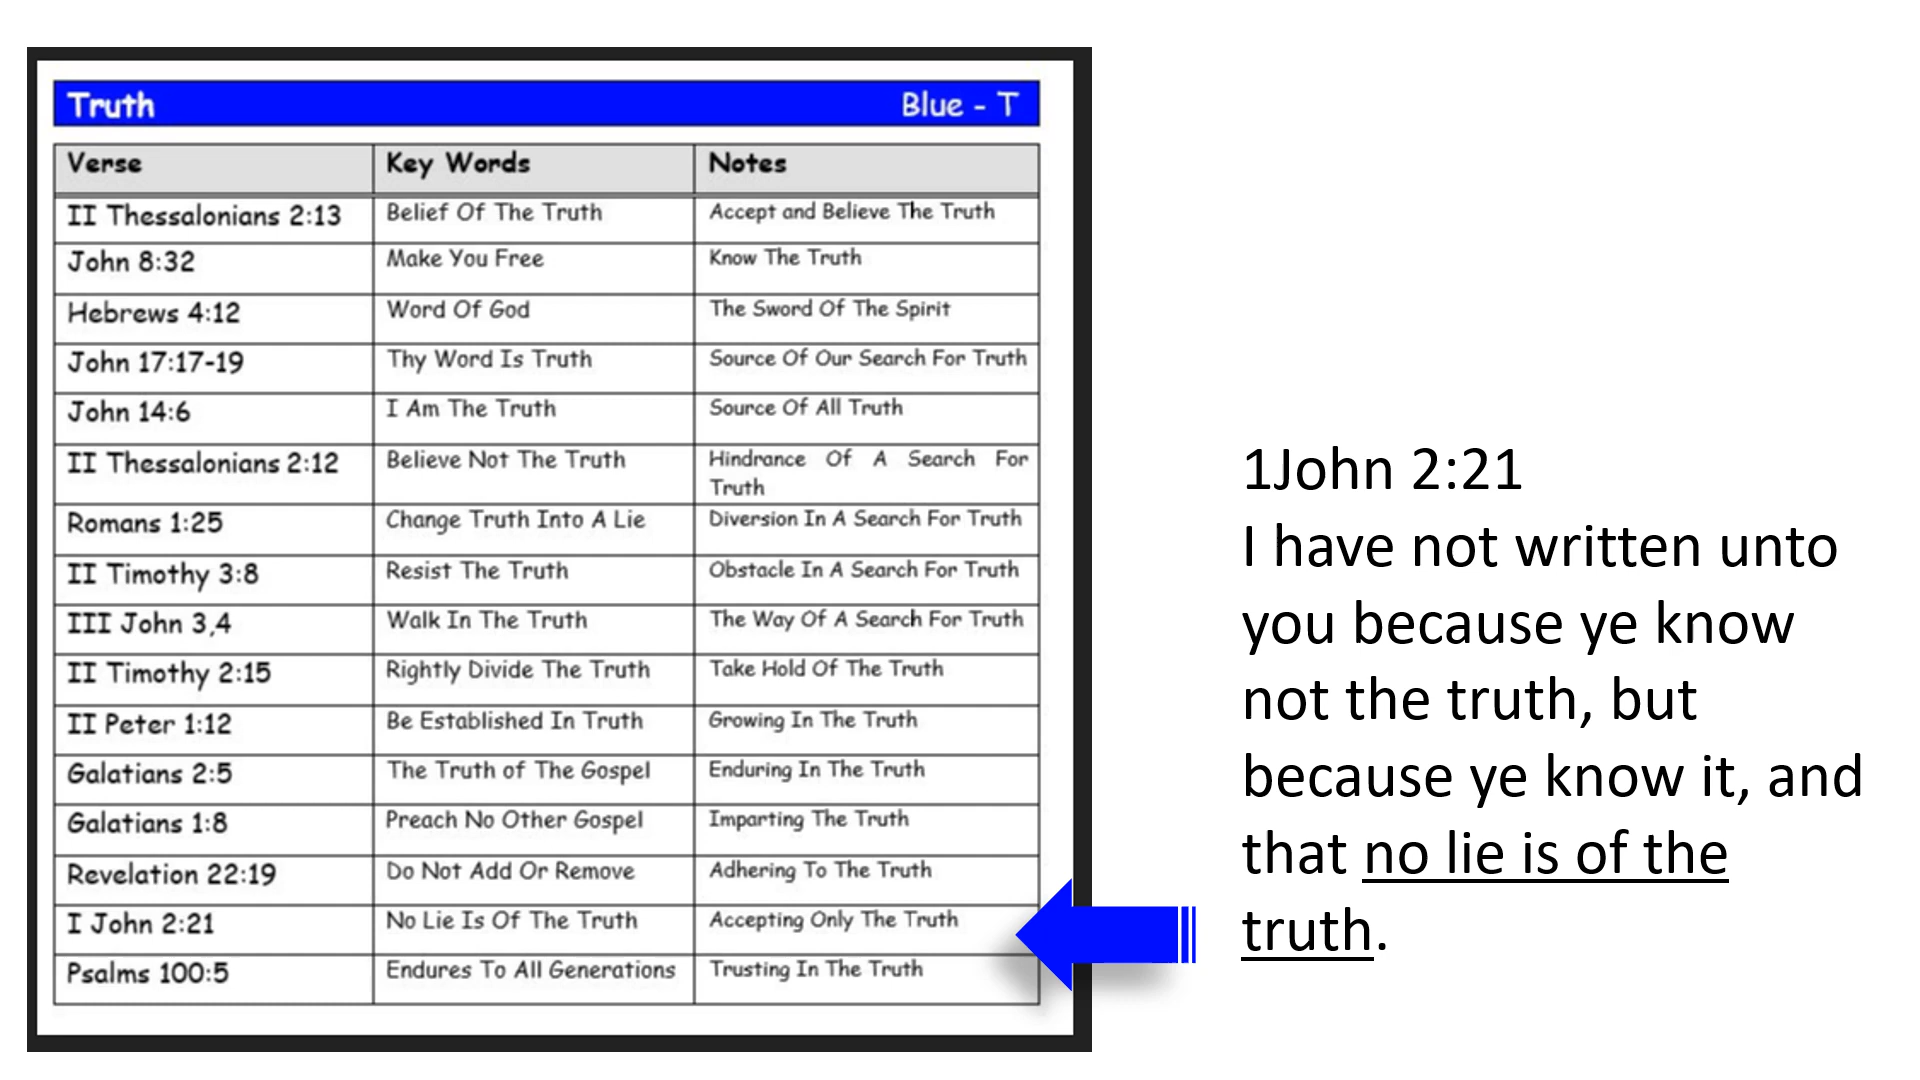 Truth Blue - T
Verse Key Words Notes
II Thessalonians 2:13 Belief Of The Truth Accept and Believe The Truth
John 8:32 Make You Free Know The Truth
Hebrews 4:12 Word Of God The Sword Of The Spirit
John 17:17-19 Thy Word Is Truth Source Of Our Search For Truth
John 14:6 I Am The Truth Source Of All Truth
II Thessalonians 2:12 Believe Not The Truth Hindrance Of A Search For
Truth
Romans 1:25 Change Truth Into A Lie Diversion In A Search For Truth
II Timothy 3:8 Resist The Truth Obstacle In A Search For Truth
III John 3,4 Walk In The Truth The Way Of A Search For Truth
II Timothy 2:15 Rightly Divide The Truth Take Hold Of The Truth
II Peter 1:12 Be Established In Truth Growing In The Truth
Galatians 2:5 The Truth of The Gospel Enduring In The Truth
Galatians 1:8 Preach No Other Gospel Imparting The Truth
Revelation 22:19 Do Not Add Or Remove Adhering To The Truth
I John 2:21 No Lie Is Of The Truth Accepting Only The Truth
Psalms 100:5 Endures To All Generations Trusting In The Truth
1John 2:21
I have not written unto
you because ye know
not the truth, but
because ye know it, and
that no lie is of the
truth.